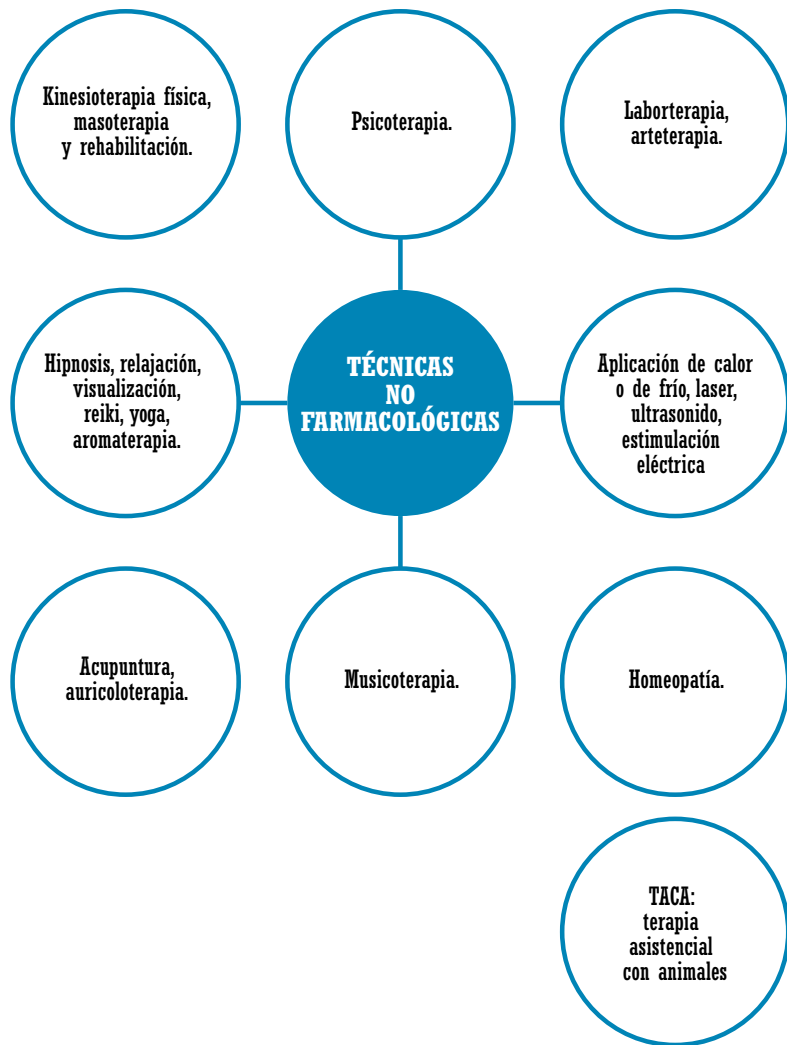 Kinesioterapia física,
masoterapia
y rehabilitación.
Psicoterapia.
Laborterapia,
arteterapia.
Hipnosis, relajación,
visualización,
reiki, yoga,
aromaterapia.
TÉCNICAS
NO
FARMACOLÓGICAS
Aplicación de calor
o de frío, laser,
ultrasonido,
estimulación
eléctrica
Acupuntura,
auricoloterapia.
Musicoterapia.
Homeopatía.
TACA:
terapia
asistencial
con animales